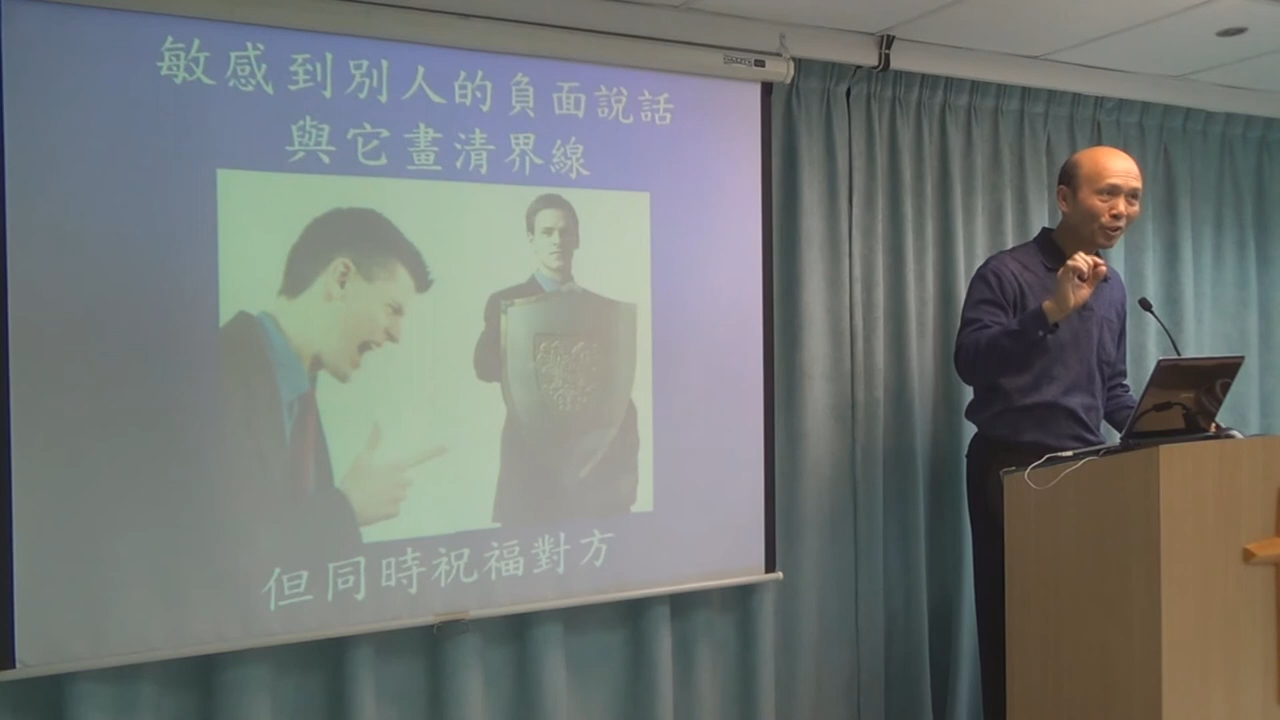 敏感到別人的負面說話
與它畫清界線
但同時祝福對方